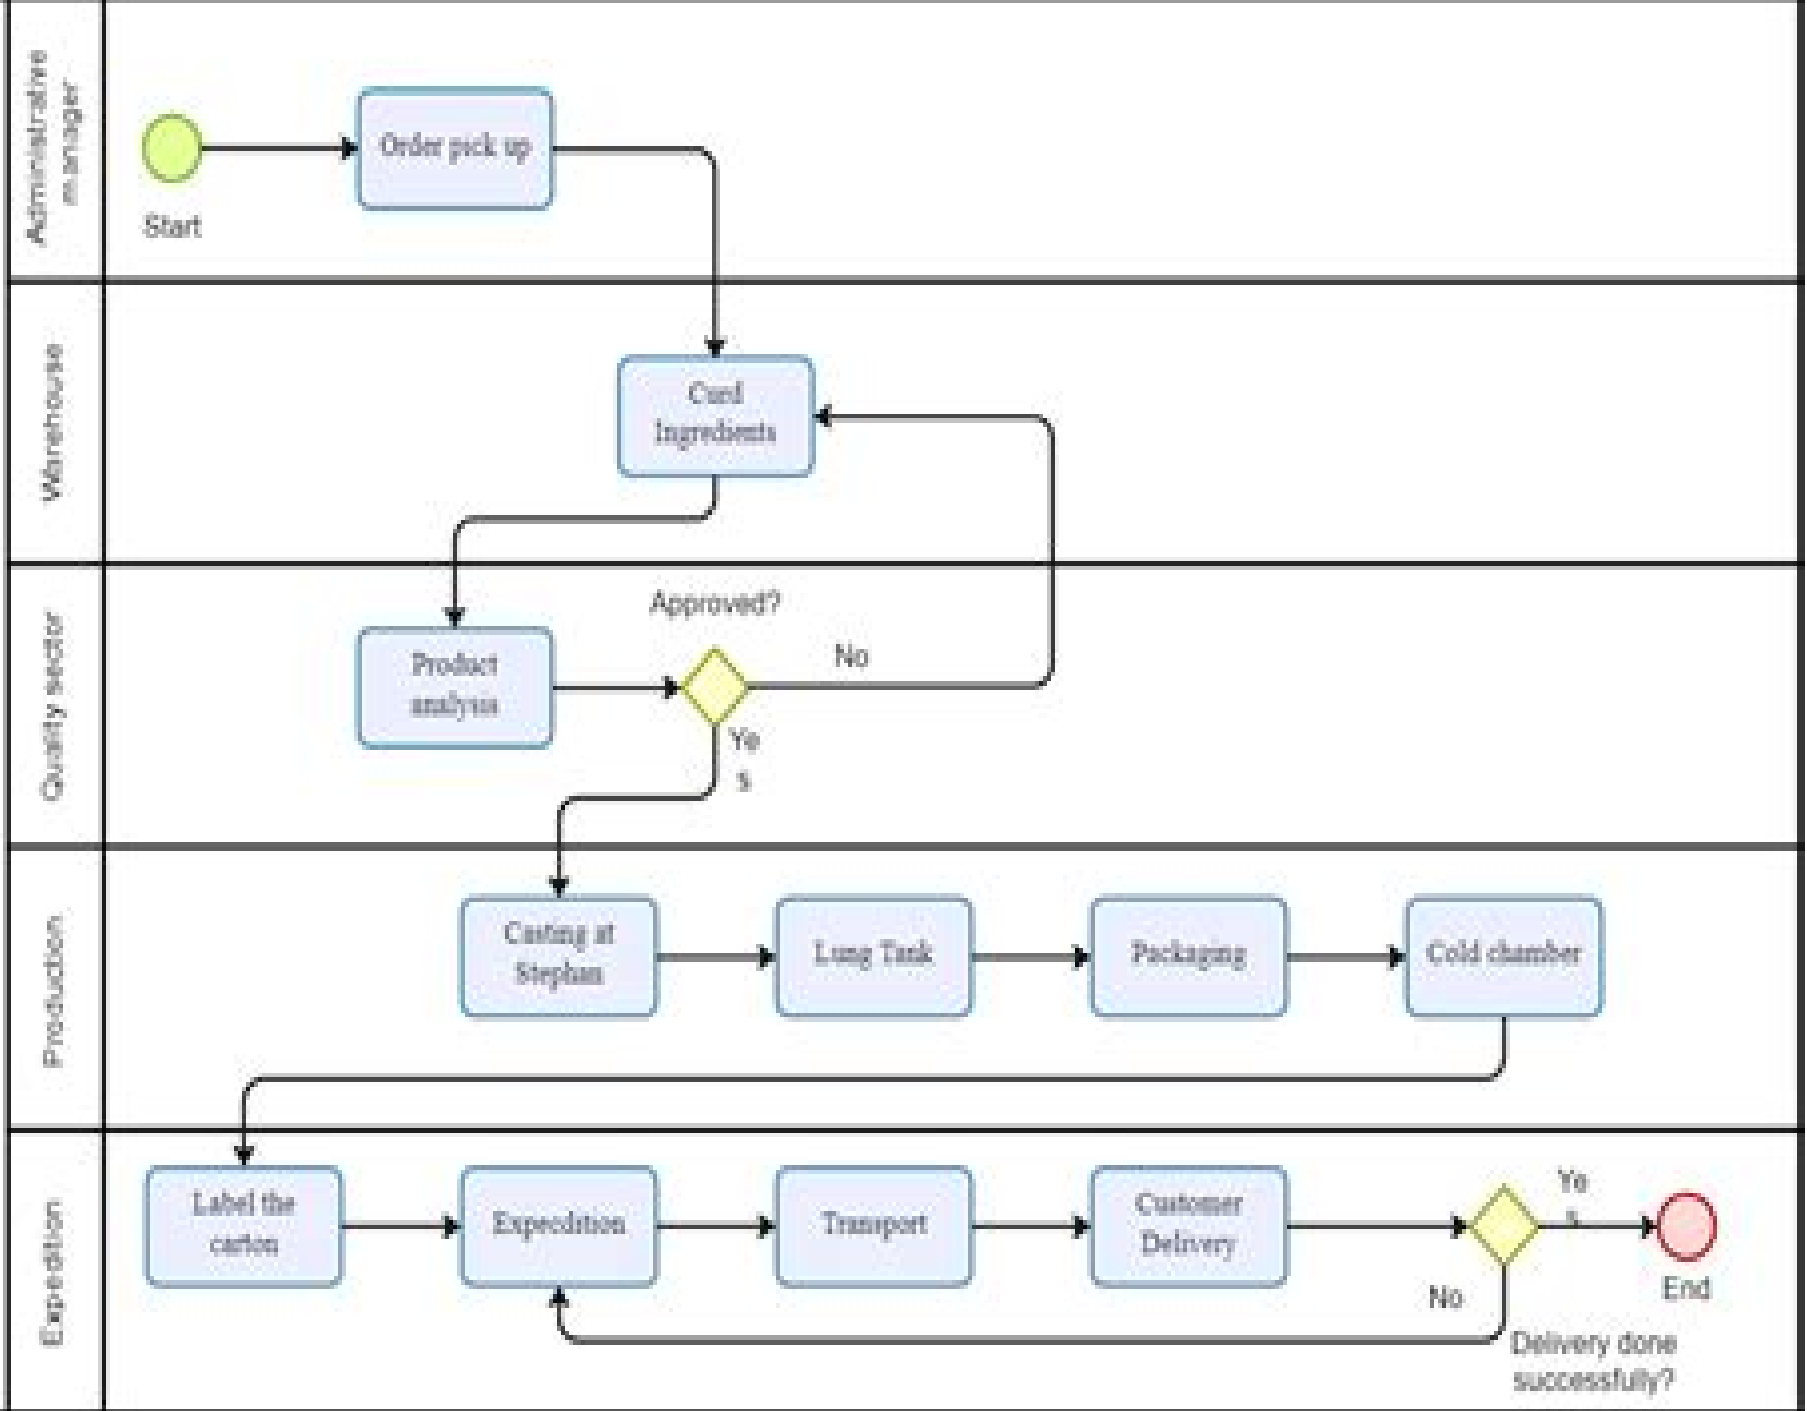 Administrative
manager
Start
Order pick up
Warehouse
Curd
Ingredients
Quality sector
Product
analysis
Approved?
No
Ye
s
Production
Casting at
Stephan
Lung Tank
Packaging
Cold chamber
Expedition
Label the
carton
Expedition
Transport
Customer
Delivery
Ye
s
No
End
Delivery done
successfully?